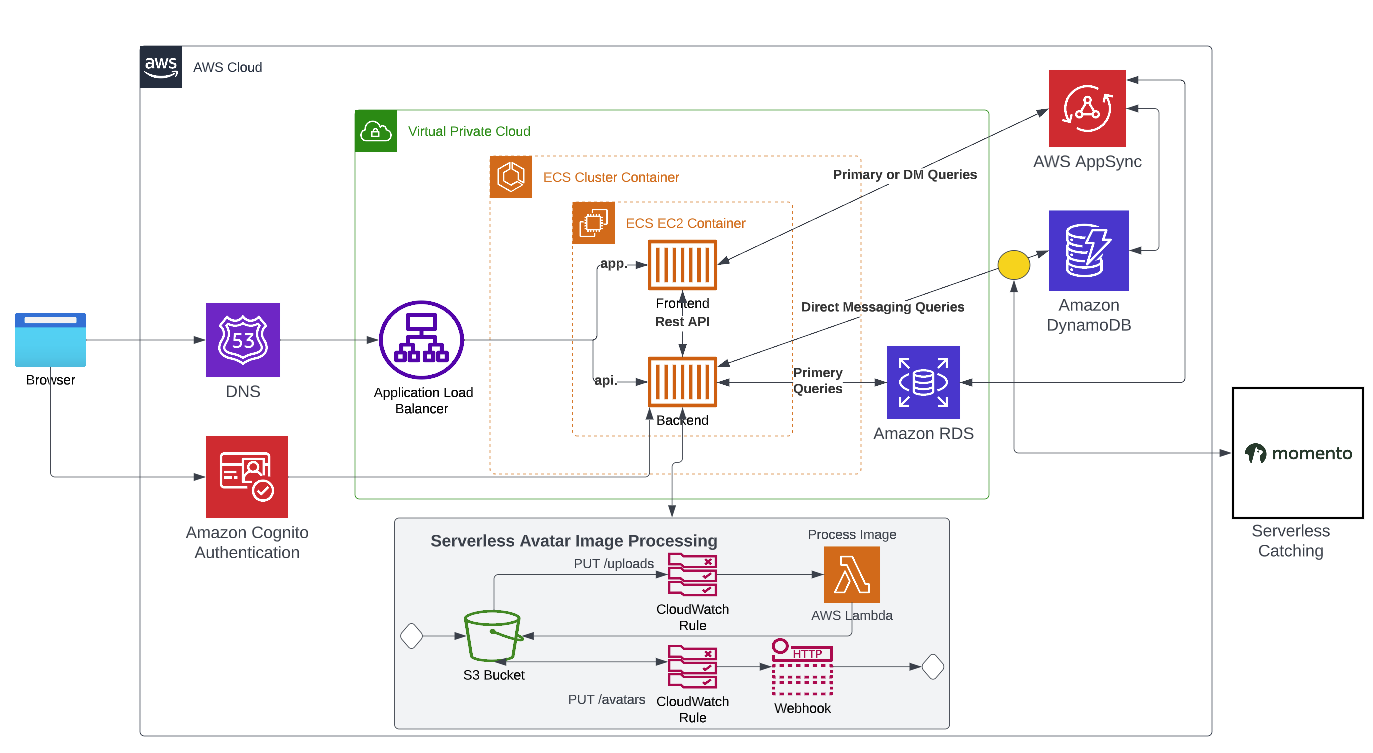 aws
AWS Cloud
Virtual Private Cloud
ECS Cluster Container
ECS EC2 Container
AWS AppSync
Primary or DM Queries
app.
Frontend
Rest API
Direct Messaging Queries
Amazon
DynamoDB
Browser
53
DNS
Application Load
Balancer
api.
Backend
Primery
Queries
Amazon RDS
momento
Serverless
Catching
Amazon Cognito
Authentication
Serverless Avatar Image Processing
Process Image
PUT /uploads
CloudWatch
Rule
AWS Lambda
S3 Bucket
PUT /avatars
CloudWatch
Rule
HTTP
Webhook